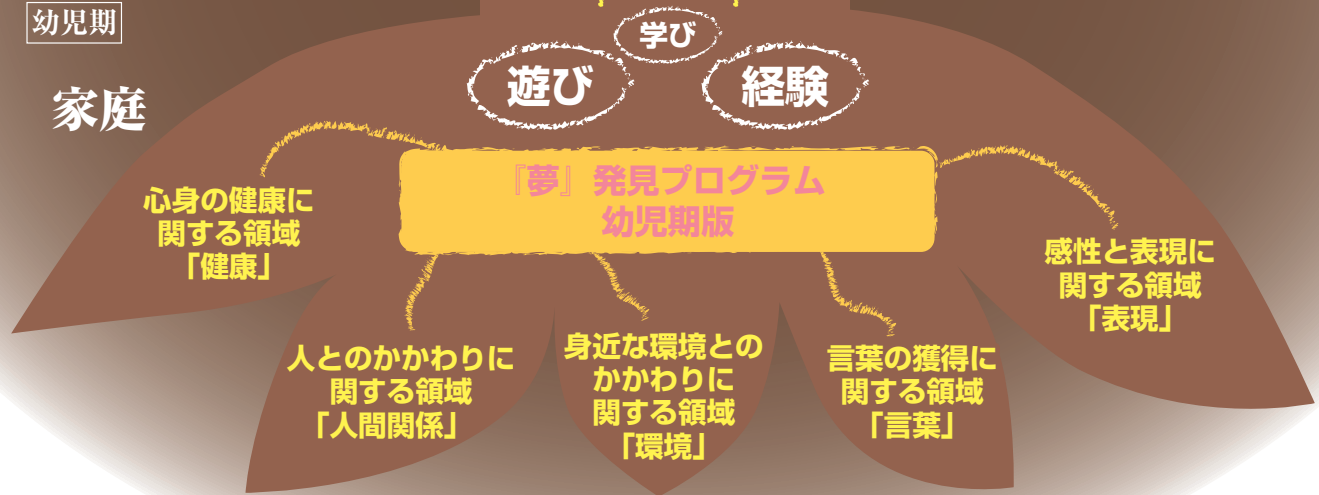 幼児期
家庭
学び
遊び
経験
『夢』発見プログラム
幼児期版
心身の健康に
関する領域
「健康」
人とのかかわりに
関する領域
「人間関係」
身近な環境との
かかわりに
関する領域
「環境」
言葉の獲得に
関する領域
「言葉」
感性と表現に
関する領域
「表現」